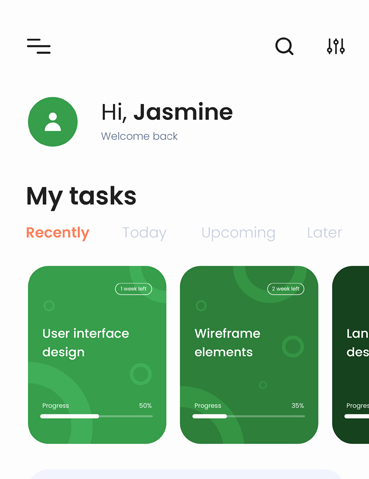 Hi, Jasmine
Welcome back
My tasks
Recently Today Upcoming Later
1 week left
User interface
design
Progress 50%
2 week left
Wireframe
elements
Progress 35%
Lan
des
Progress